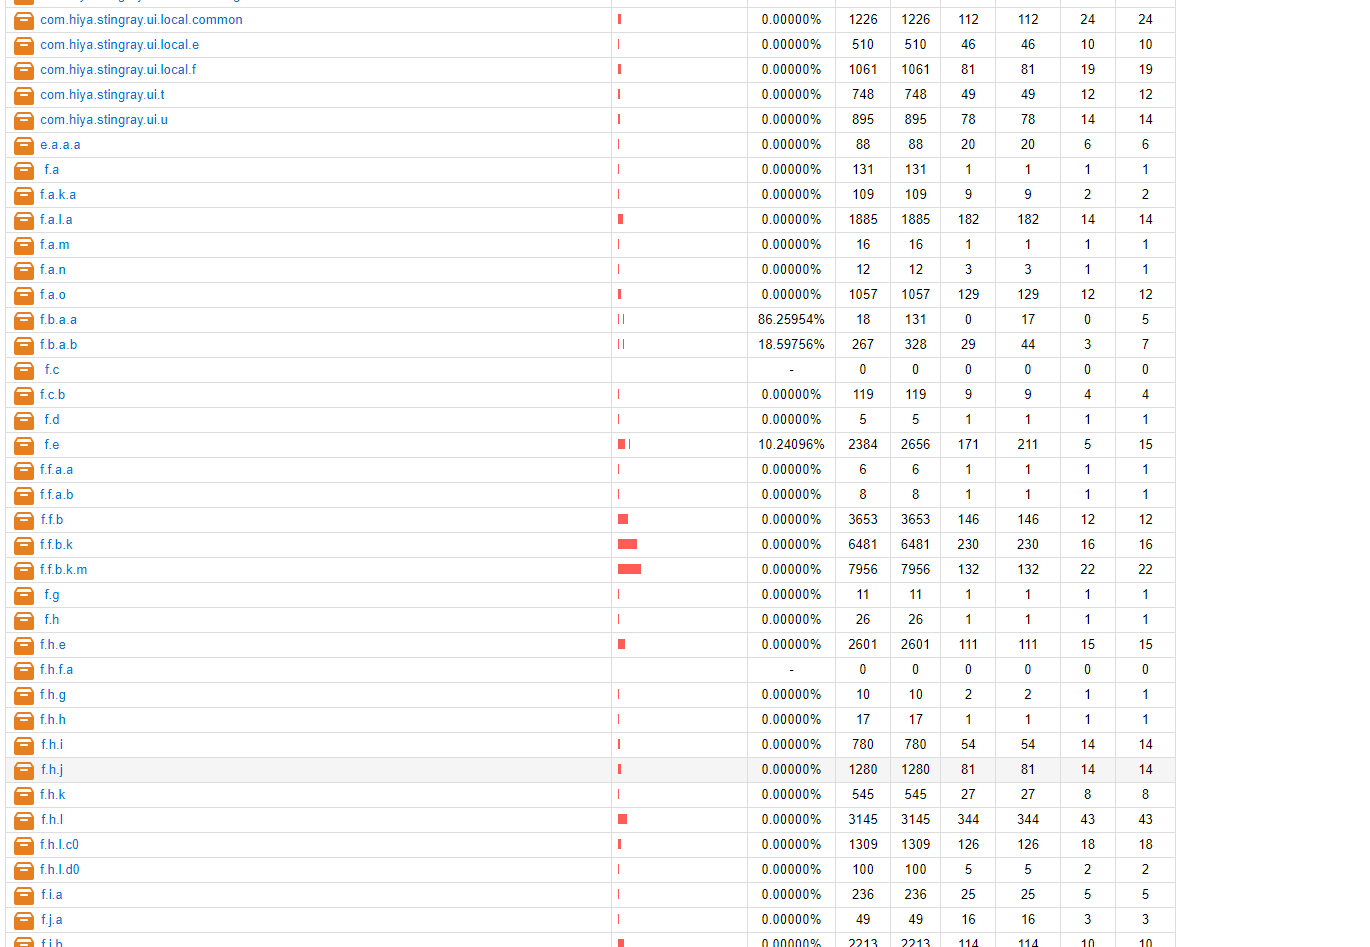 com.hiya.stingray.ui.local.common 0.00000% 1226 1226 112 112 24 24
com.hiya.stingray.ui.local.e 0.00000% 510 510 46 46 10 10
com.hiya.stingray.ui.local.f 0.00000% 1061 1061 81 81 19 19
com.hiya.stingray.ui.t 0.00000% 748 748 49 49 12 12
com.hiya.stingray.ui.u 0.00000% 895 895 78 78 14 14
e.a.a.a 0.00000% 88 88 20 20 6 6
f.a 0.00000% 131 131 1 1 1 1
f.a.k.a 0.00000% 109 109 9 9 2 2
f.a.l.a 0.00000% 1885 1885 182 182 14 14
f.a.m 0.00000% 16 16 1 1 1 1
f.a.n 0.00000% 12 12 3 3 1 1
f.a.o 0.00000% 1057 1057 129 129 12 12
f.b.a.a 86.25954% 18 131 0 17 0 5
f.b.a.b 18.59756% 267 328 29 44 3 7
f.c - 0 0 0 0 0 0
f.c.b 0.00000% 119 119 9 9 4 4
f.d 0.00000% 5 5 1 1 1 1
f.e 10.24096% 2384 2656 171 211 5 15
f.f.a.a 0.00000% 6 6 1 1 1 1
f.f.a.b 0.00000% 8 8 1 1 1 1
f.f.b 0.00000% 3653 3653 146 146 12 12
f.f.b.k 0.00000% 6481 6481 230 230 16 16
f.f.b.k.m 0.00000% 7956 7956 132 132 22 22
f.g 0.00000% 11 11 1 1 1 1
f.h 0.00000% 26 26 1 1 1 1
f.h.e 0.00000% 2601 2601 111 111 15 15
f.h.f.a - 0 0 0 0 0 0
f.h.g 0.00000% 10 10 2 2 1 1
f.h.h 0.00000% 17 17 1 1 1 1
f.h.i 0.00000% 780 780 54 54 14 14
f.h.j 0.00000% 1280 1280 81 81 14 14
f.h.k 0.00000% 545 545 27 27 8 8
f.h.l 0.00000% 3145 3145 344 344 43 43
f.h.l.c0 0.00000% 1309 1309 126 126 18 18
f.h.l.d0 0.00000% 100 100 5 5 2 2
f.i.a 0.00000% 236 236 25 25 5 5
f.j.a 0.00000% 49 49 16 16 3 3
0.00000% 2213 2213 114 114 10 10